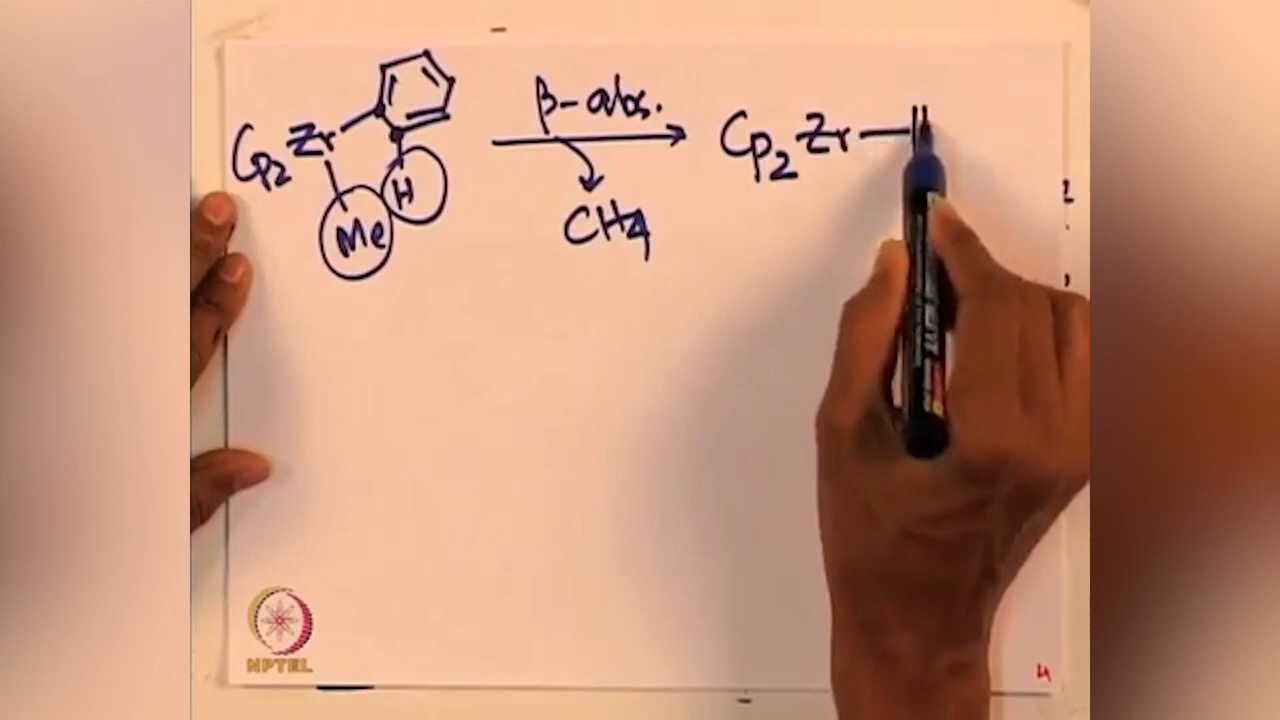 β-abs.
Cp2Zr
H
Me
CH4
Cp2Zr
NPTEL